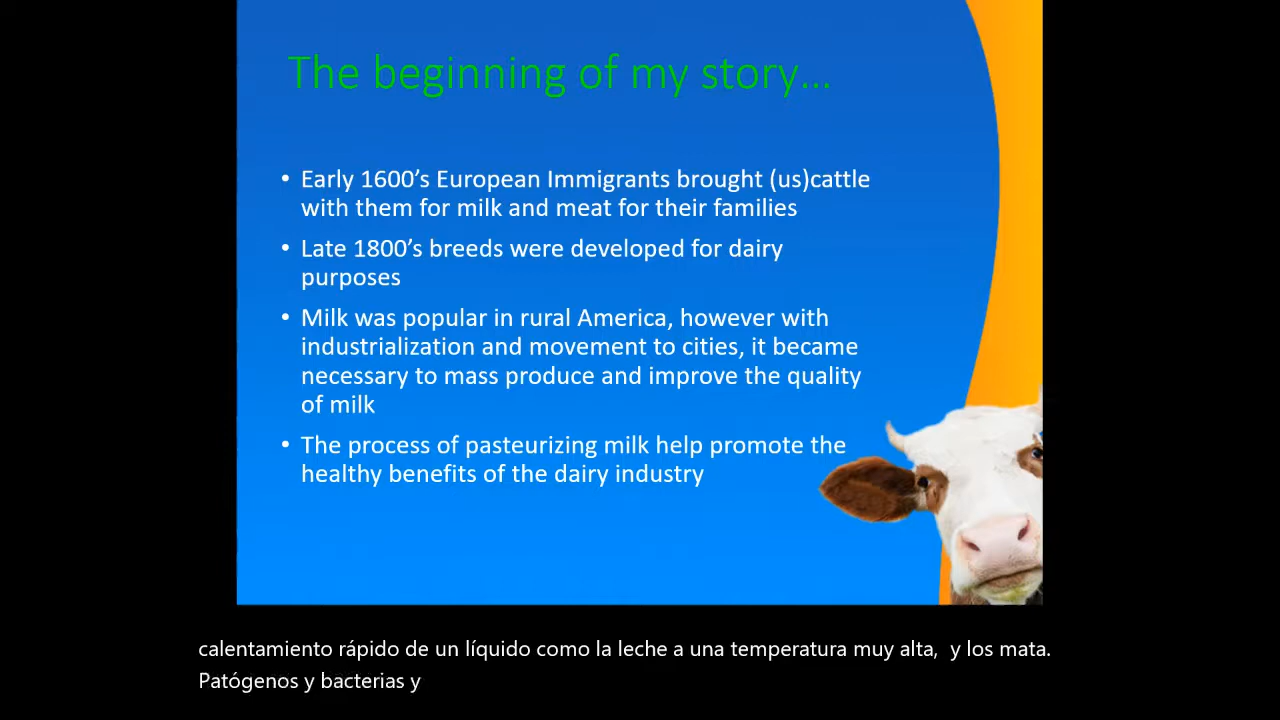 The beginning of my story...
• Early 1600's European Immigrants brought (us)cattle
with them for milk and meat for their families
• Late 1800's breeds were developed for dairy
purposes
• Milk was popular in rural America, however with
industrialization and movement to cities, it became
necessary to mass produce and improve the quality
of milk
• The process of pasteurizing milk help promote the
healthy benefits of the dairy industry
calentamiento rápido de un líquido como la leche a una temperatura muy alta,  y los mata.
Patógenos y bacterias y